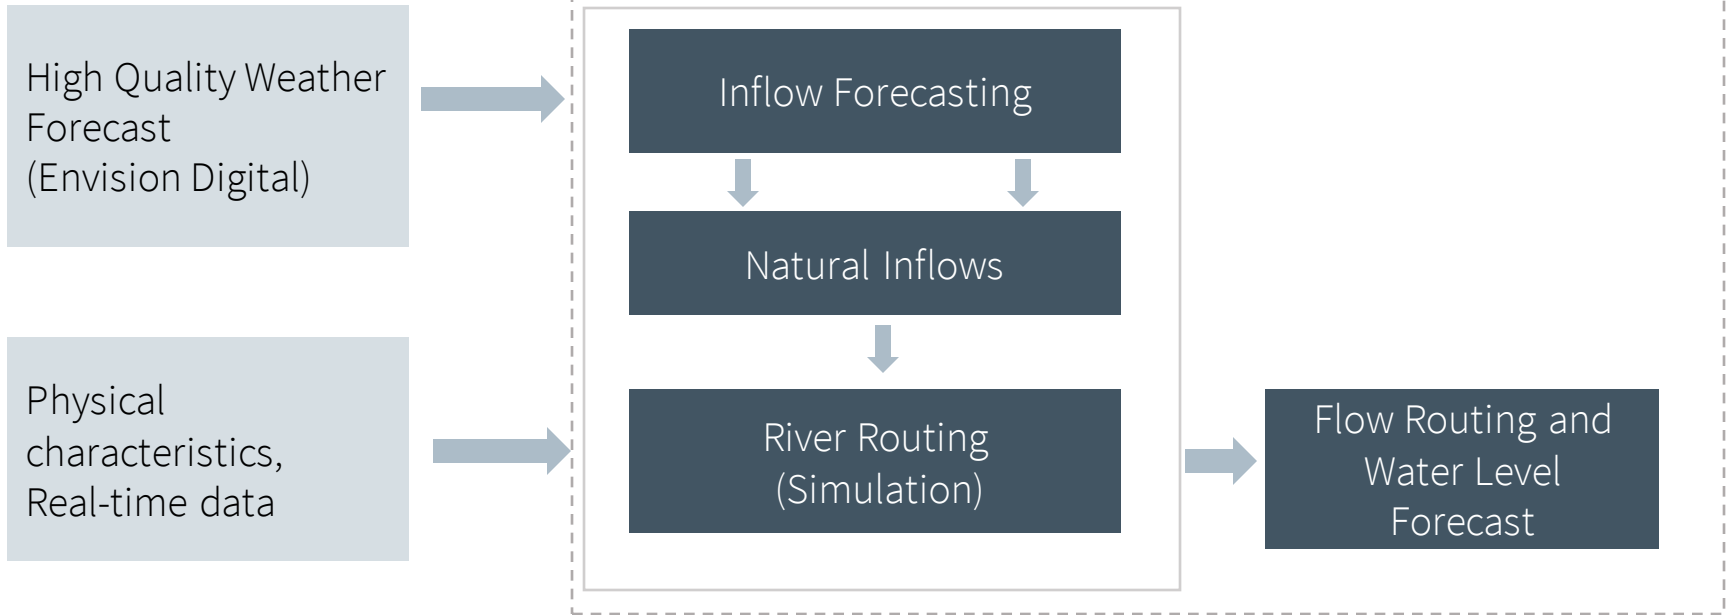 High Quality Weather
Forecast
(Envision Digital)
Physical
characteristics,
Real-time data
Inflow Forecasting
Natural Inflows
River Routing
(Simulation)
Flow Routing and
Water Level
Forecast